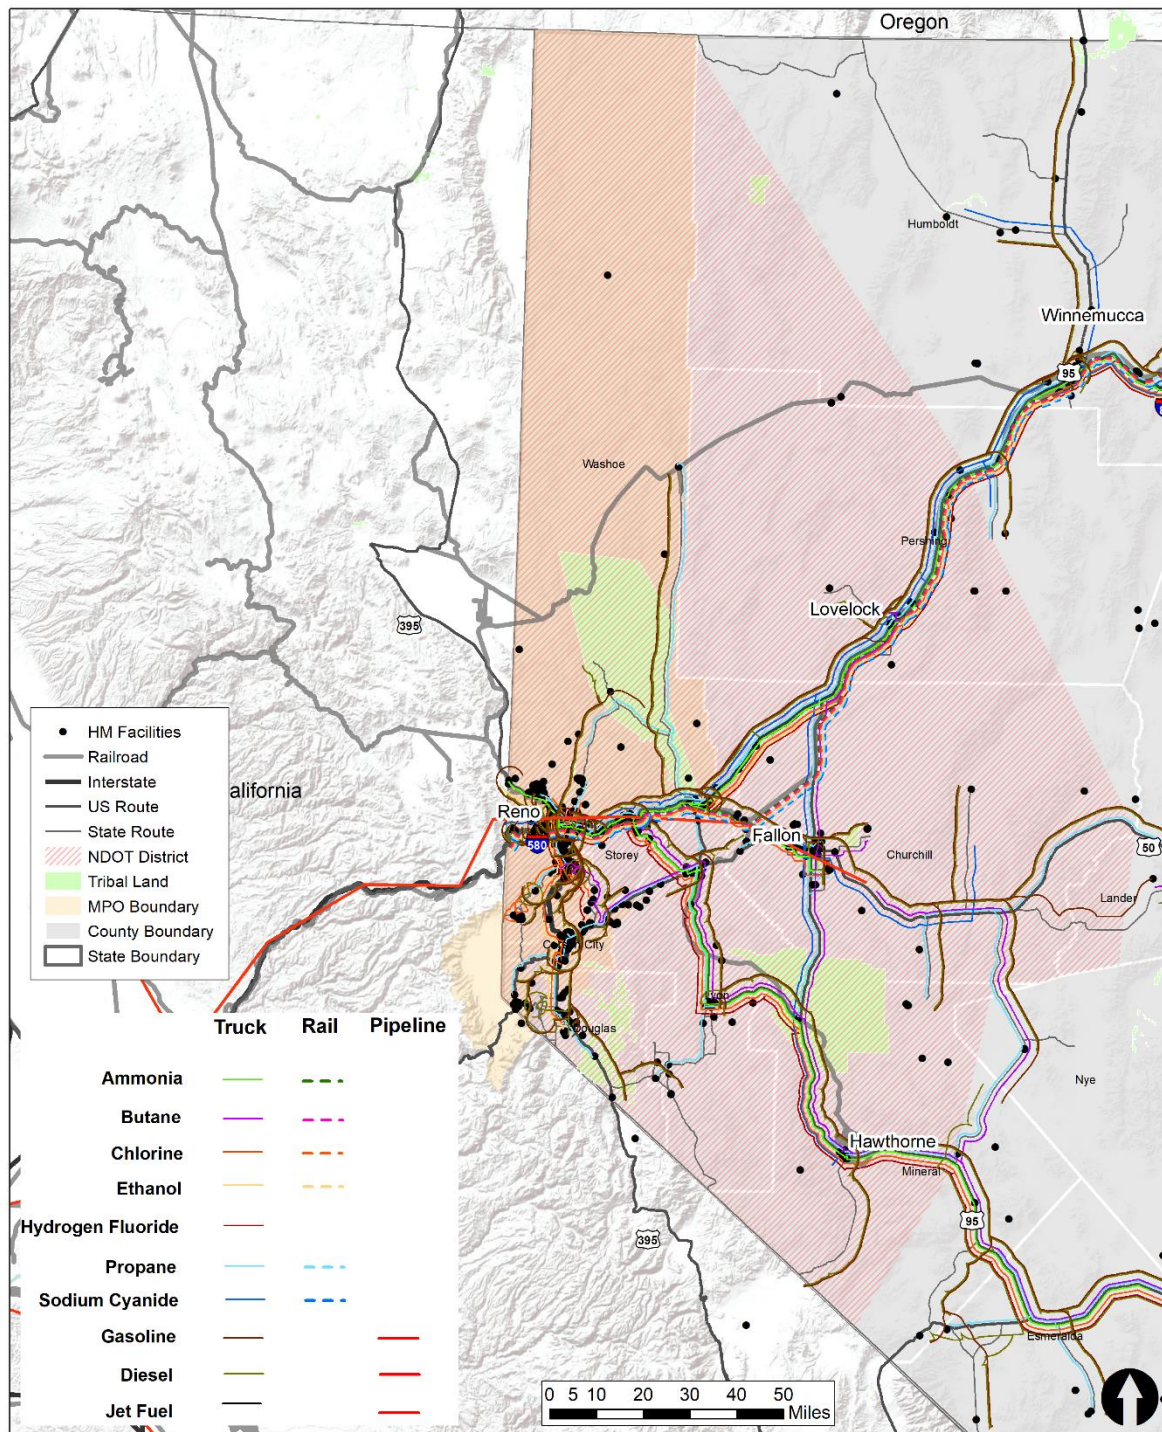 Oregon
Humboldt
Winnemucca
95
Washoe
Pershing
Lovelock
395
HM Facilities
Railroad
Interstate
US Route
State Route
NDOT District
Tribal Land
MPO Boundary
County Boundary
State Boundary
alifornia
Reno
580
Storey
Fallon
Churchill
50
Lander
Douglas
Nye
Hawthorne
Mineral
95
395
Esmeralda
Truck Rail Pipeline
Ammonia
Butane
Chlorine
Ethanol
Hydrogen Fluoride
Propane
Sodium Cyanide
Gasoline
Diesel
Jet Fuel
0 5 10 20 30 40 50
Miles